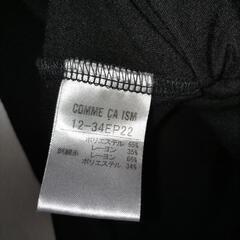 COMME ÇA ISM
12-34EP22
ポリエステル 65%
レーヨン 35%
レーヨン 66%
ポリエステル 34%